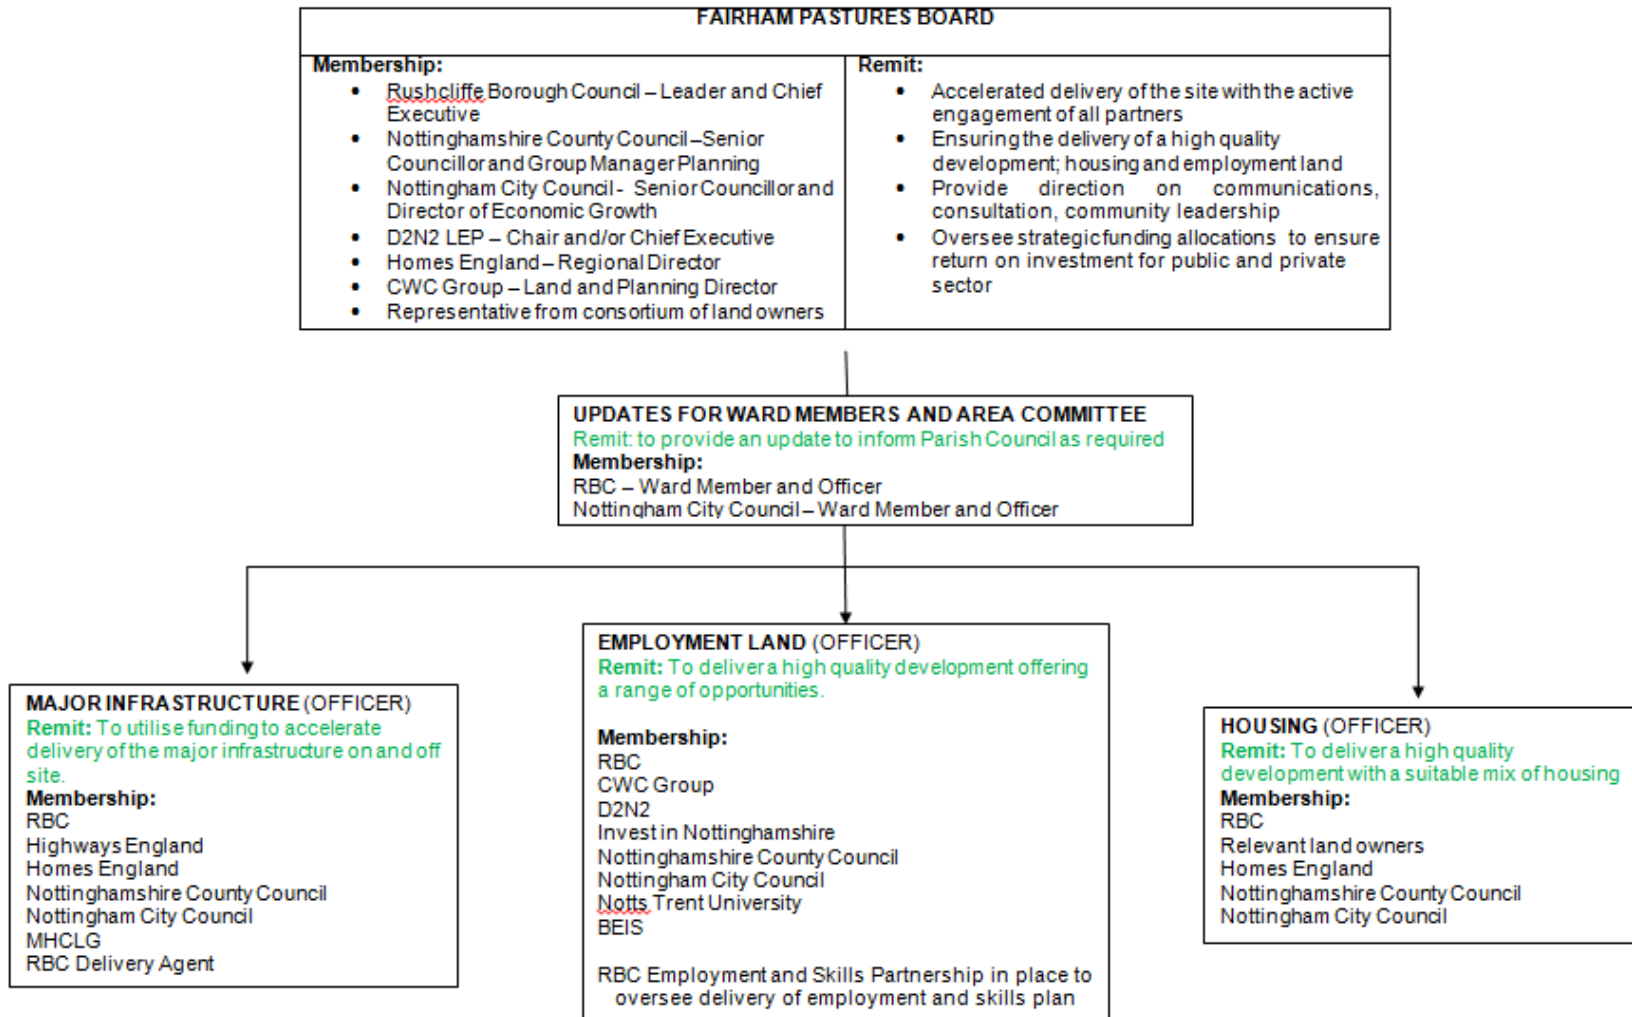 FAIRHAM PASTURES BOARD
Membership:
• Rushcliffe Borough Council – Leader and Chief
Executive
• Nottinghamshire County Council –Senior
Councillor and Group Manager Planning
• Nottingham City Council - Senior Councillor and
Director of Economic Growth
• D2N2 LEP – Chair and/or Chief Executive
• Homes England – Regional Director
• CWC Group – Land and Planning Director
• Representative from consortium of land owners
Remit:
• Accelerated delivery of the site with the active
engagement of all partners
• Ensuring the delivery of a high quality
development; housing and employment land
• Provide direction on communications,
consultation, community leadership
• Oversee strategic funding allocations to ensure
return on investment for public and private
sector
UPDATES FOR WARD MEMBERS AND AREA COMMITTEE
Remit: to provide an update to inform Parish Council as required
Membership:
RBC – Ward Member and Officer
Nottingham City Council – Ward Member and Officer
MAJOR INFRASTRUCTURE (OFFICER)
Remit: To utilise funding to accelerate
delivery of the major infrastructure on and off
site.
Membership:
RBC
Highways England
Homes England
Nottinghamshire County Council
Nottingham City Council
MHCLG
RBC Delivery Agent
EMPLOYMENT LAND (OFFICER)
Remit: To deliver a high quality development offering
a range of opportunities.
Membership:
RBC
CWC Group
D2N2
Invest in Nottinghamshire
Nottinghamshire County Council
Nottingham City Council
Notts Trent University
BEIS
RBC Employment and Skills Partnership in place to
oversee delivery of employment and skills plan
HOUSING (OFFICER)
Remit: To deliver a high quality
development with a suitable mix of housing
Membership:
RBC
Relevant land owners
Homes England
Nottinghamshire County Council
Nottingham City Council